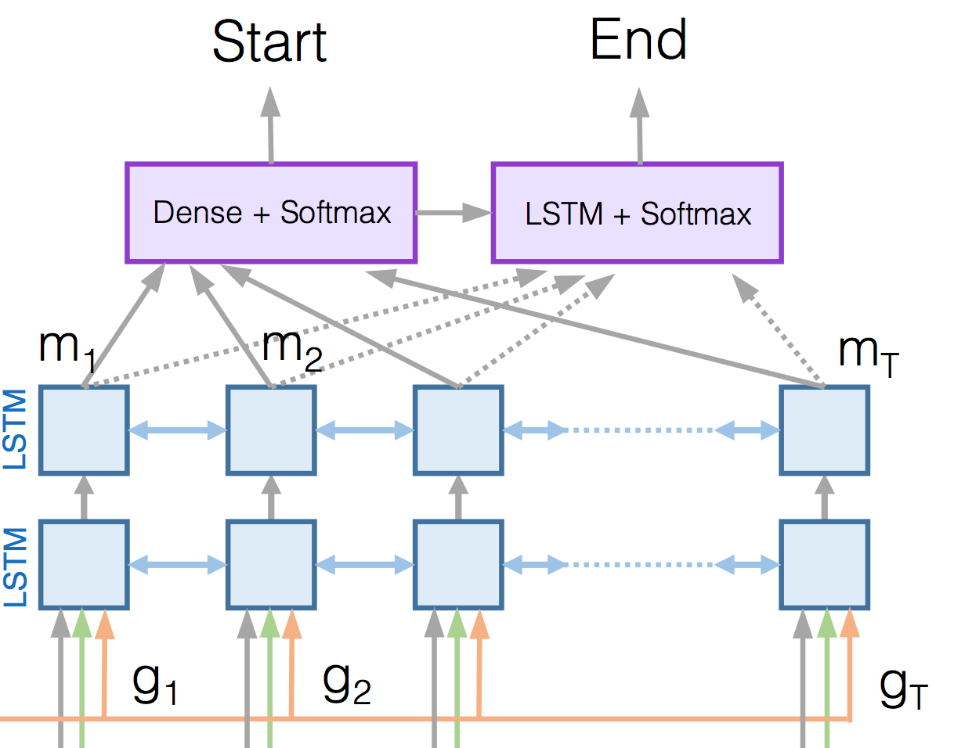 Start
End
Dense + Softmax
LSTM + Softmax
m1
m2
mT
LSTM
LSTM
g1
g2
gT